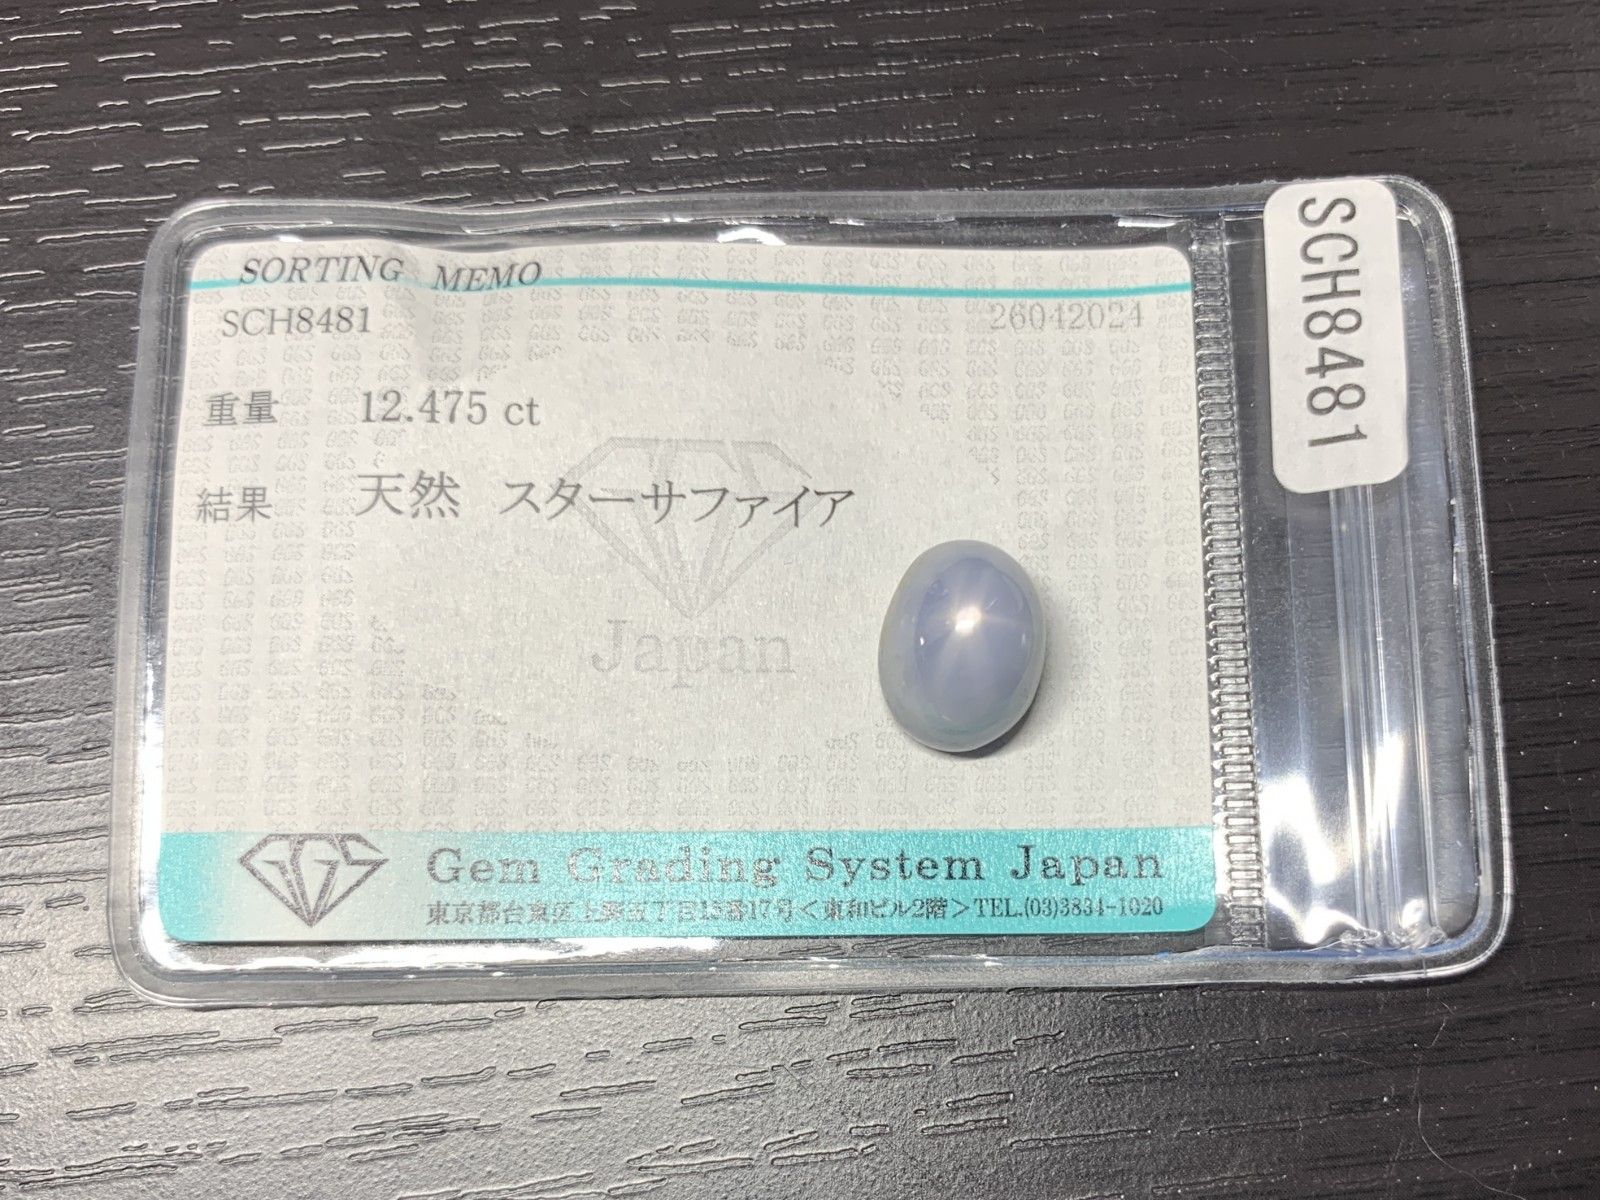 SORTING MEMO
SCH8481 26042024
重量 12.475 ct
結果 天然 スターサファイア
Japan
GGS
Gem Grading System Japan
東京都台東区上野五丁目15番17号<東和ビル2階>TEL.(03)3834-1020
SCH8481